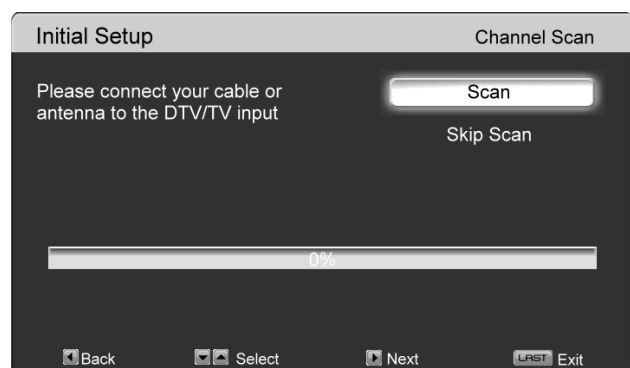 Initial Setup Channel Scan
Please connect your cable or
antenna to the DTV/TV input
Scan
Skip Scan
0%
Back Select Next LAST Exit